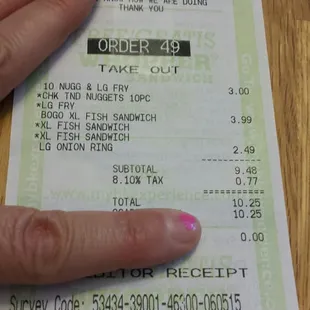 THANK YOU
ORDER 49
TAKE OUT
10 NUGG & LG FRY 3.00
*CHK TND NUGGETS 10PC
*LG FRY
BOGO XL FISH SANDWICH 3.99
*XL FISH SANDWICH
*XL FISH SANDWICH
LG ONION RING 2.49
SUBTOTAL 9.48
8.10% TAX 0.77
TOTAL 10.25
10.25
0.00
RECEIPT
Survey Code: 53434-39001-46300-060515